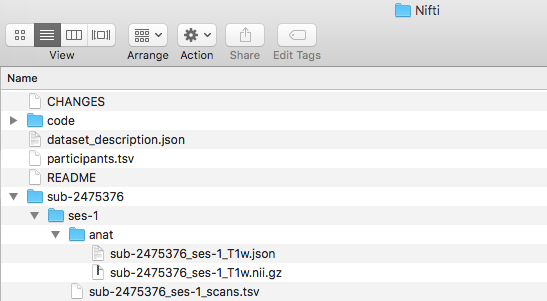 Nifti
View
Arrange
Action
Share
Edit Tags
Name
CHANGES
code
dataset_description.json
participants.tsv
README
sub-2475376
ses-1
anat
sub-2475376_ses-1_T1w.json
sub-2475376_ses-1_T1w.nii.gz
sub-2475376_ses-1_scans.tsv